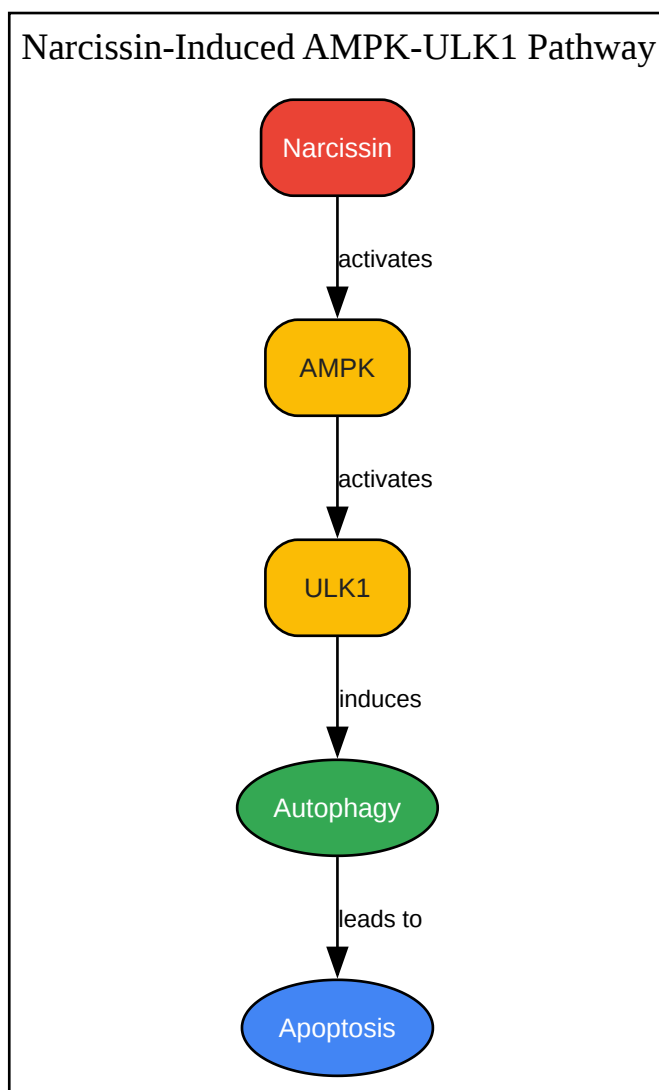 Narcissin-Induced AMPK-ULK1 Pathway
Narcissin
activates
AMPK
activates
ULK1
induces
Autophagy
leads to
Apoptosis